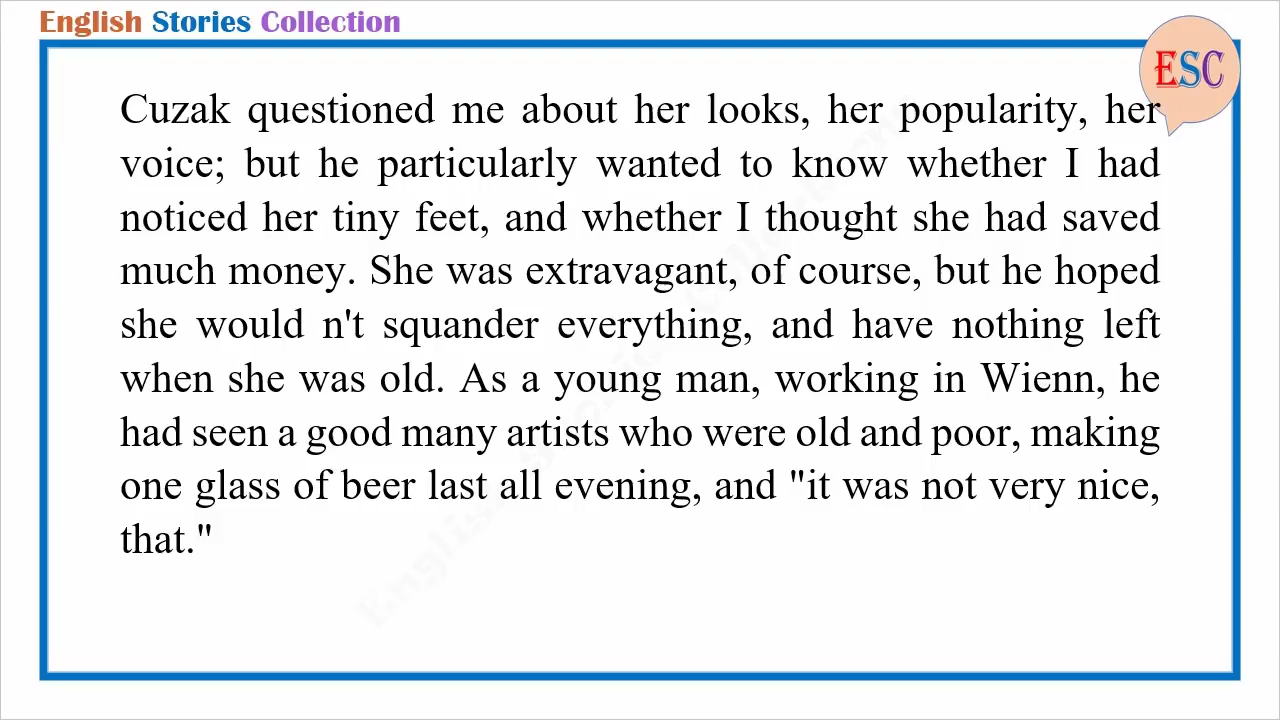 English Stories Collection
ESC
Cuzak questioned me about her looks, her popularity, her
voice; but he particularly wanted to know whether I had
noticed her tiny feet, and whether I thought she had saved
much money. She was extravagant, of course, but he hoped
she would n't squander everything, and have nothing left
when she was old. As a young man, working in Wienn, he
had seen a good many artists who were old and poor, making
one glass of beer last all evening, and "it was not very nice,
that."
English Stories Collection